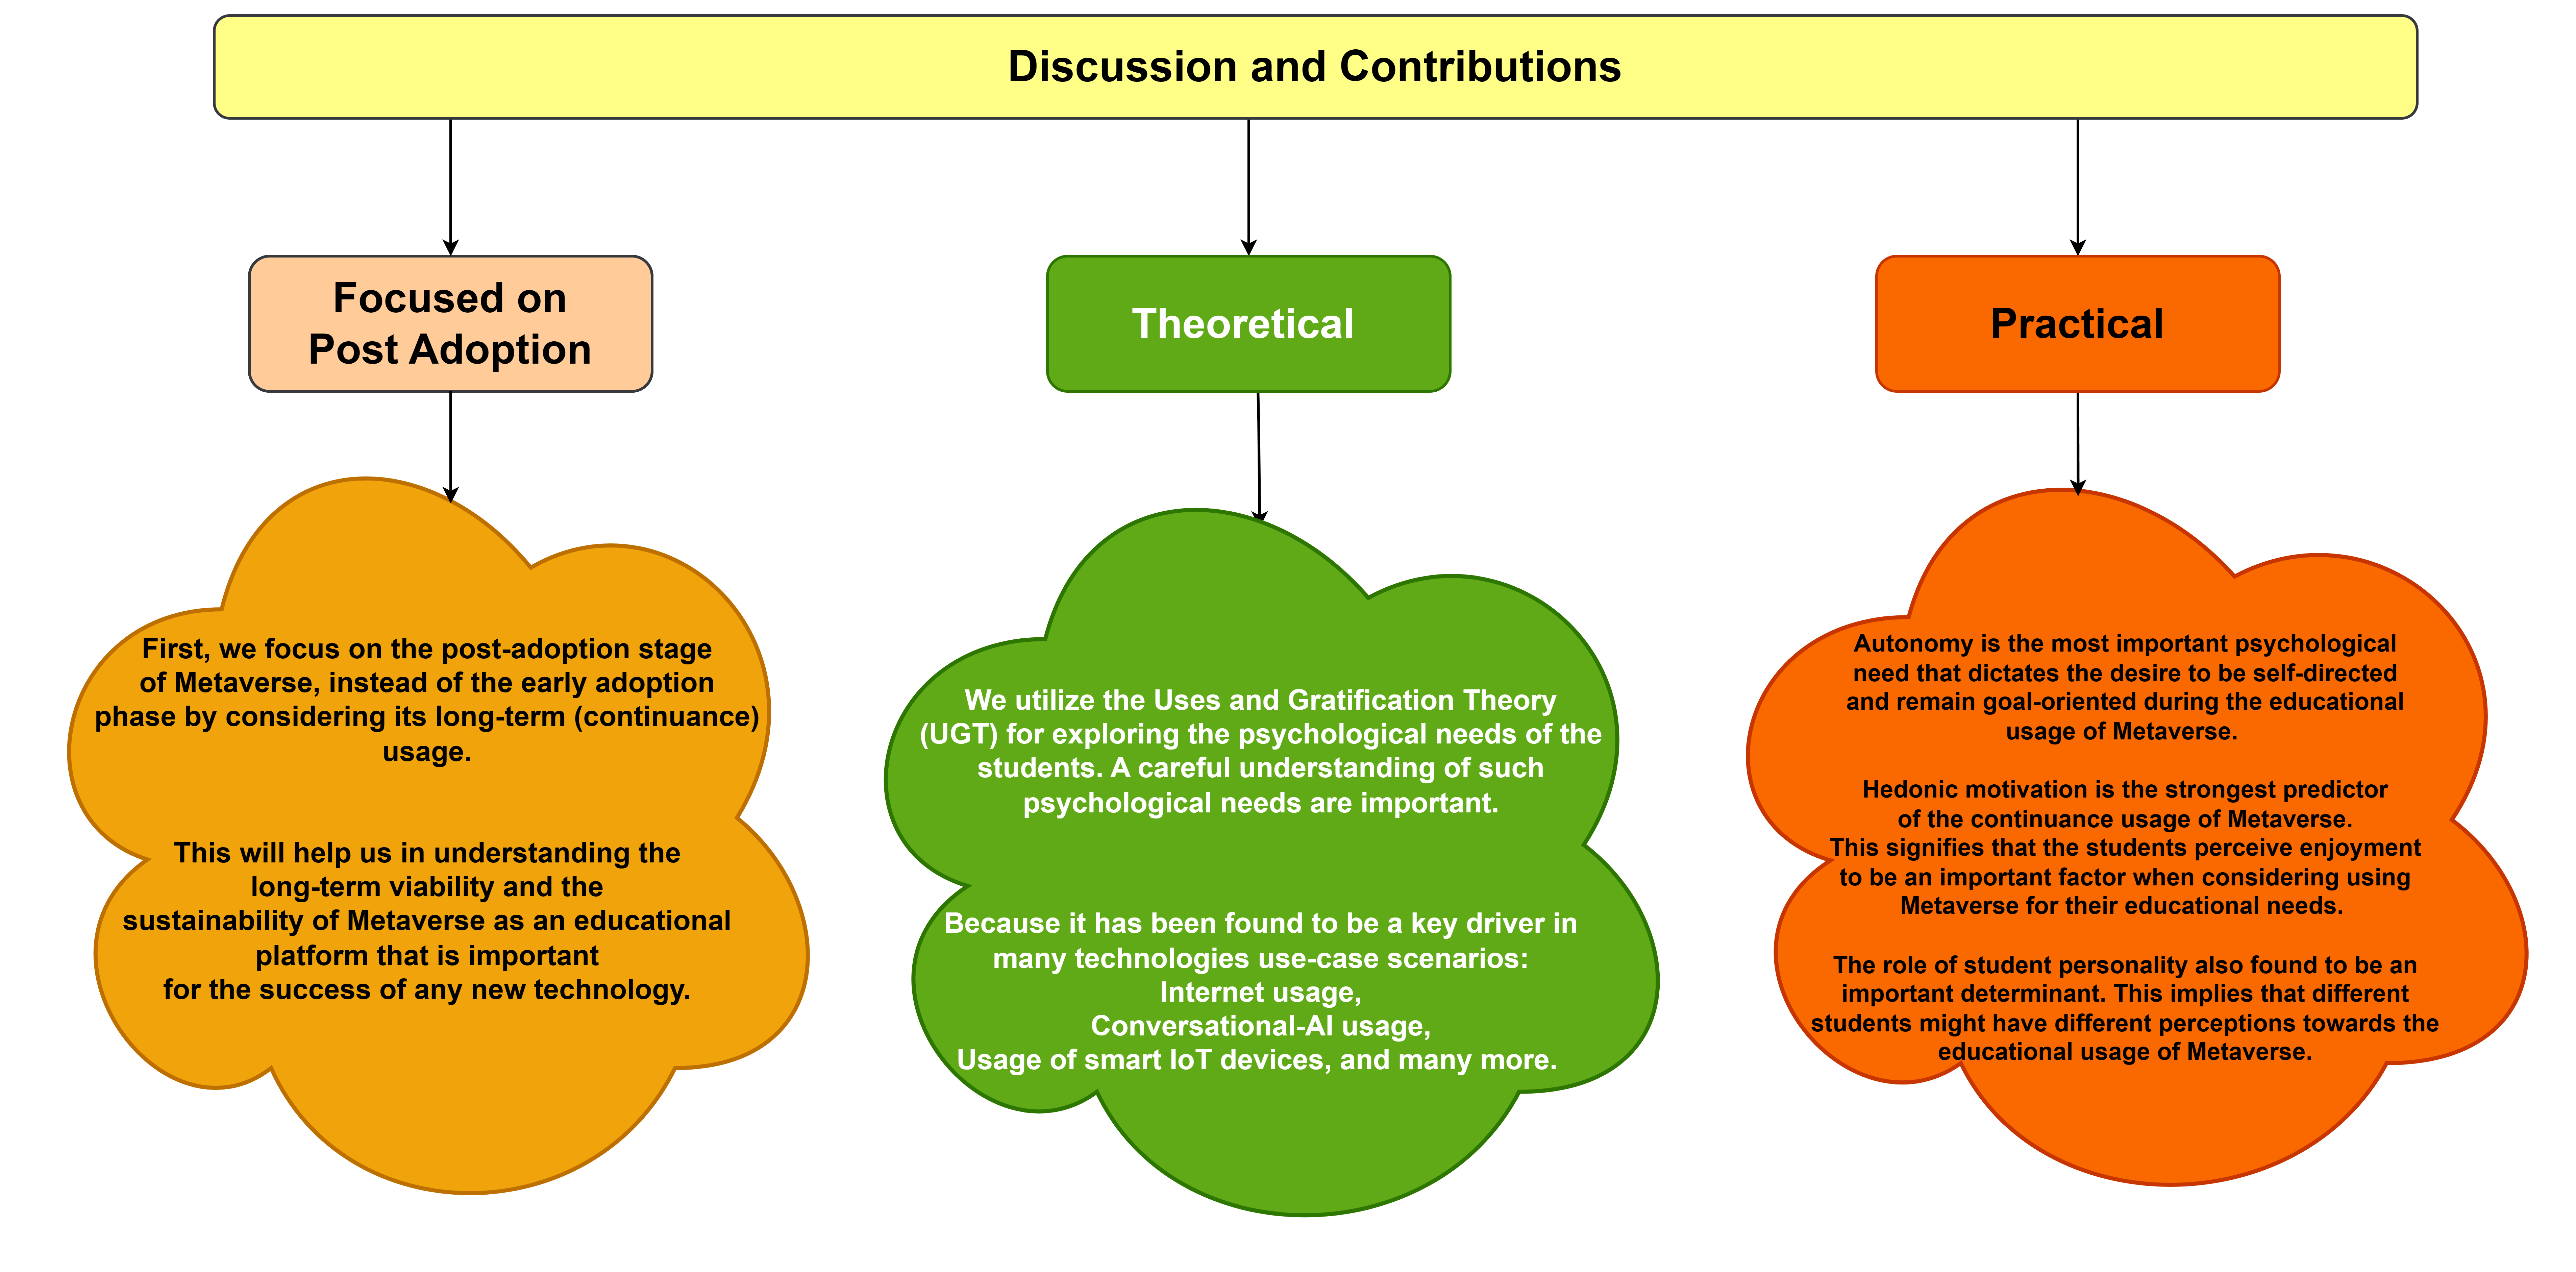 Discussion and Contributions
Focused on
Post Adoption
Theoretical
Practical
First, we focus on the post-adoption stage
of Metaverse, instead of the early adoption
phase by considering its long-term (continuance)
usage.
This will help us in understanding the
long-term viability and the
sustainability of Metaverse as an educational
platform that is important
for the success of any new technology.
We utilize the Uses and Gratification Theory
(UGT) for exploring the psychological needs of the
students. A careful understanding of such
psychological needs are important.
Because it has been found to be a key driver in
many technologies use-case scenarios:
Internet usage,
Conversational-AI usage,
Usage of smart IoT devices, and many more.
Autonomy is the most important psychological
need that dictates the desire to be self-directed
and remain goal-oriented during the educational
usage of Metaverse.
Hedonic motivation is the strongest predictor
of the continuance usage of Metaverse.
This signifies that the students perceive enjoyment
to be an important factor when considering using
Metaverse for their educational needs.
The role of student personality also found to be an
important determinant. This implies that different
students might have different perceptions towards the
educational usage of Metaverse.